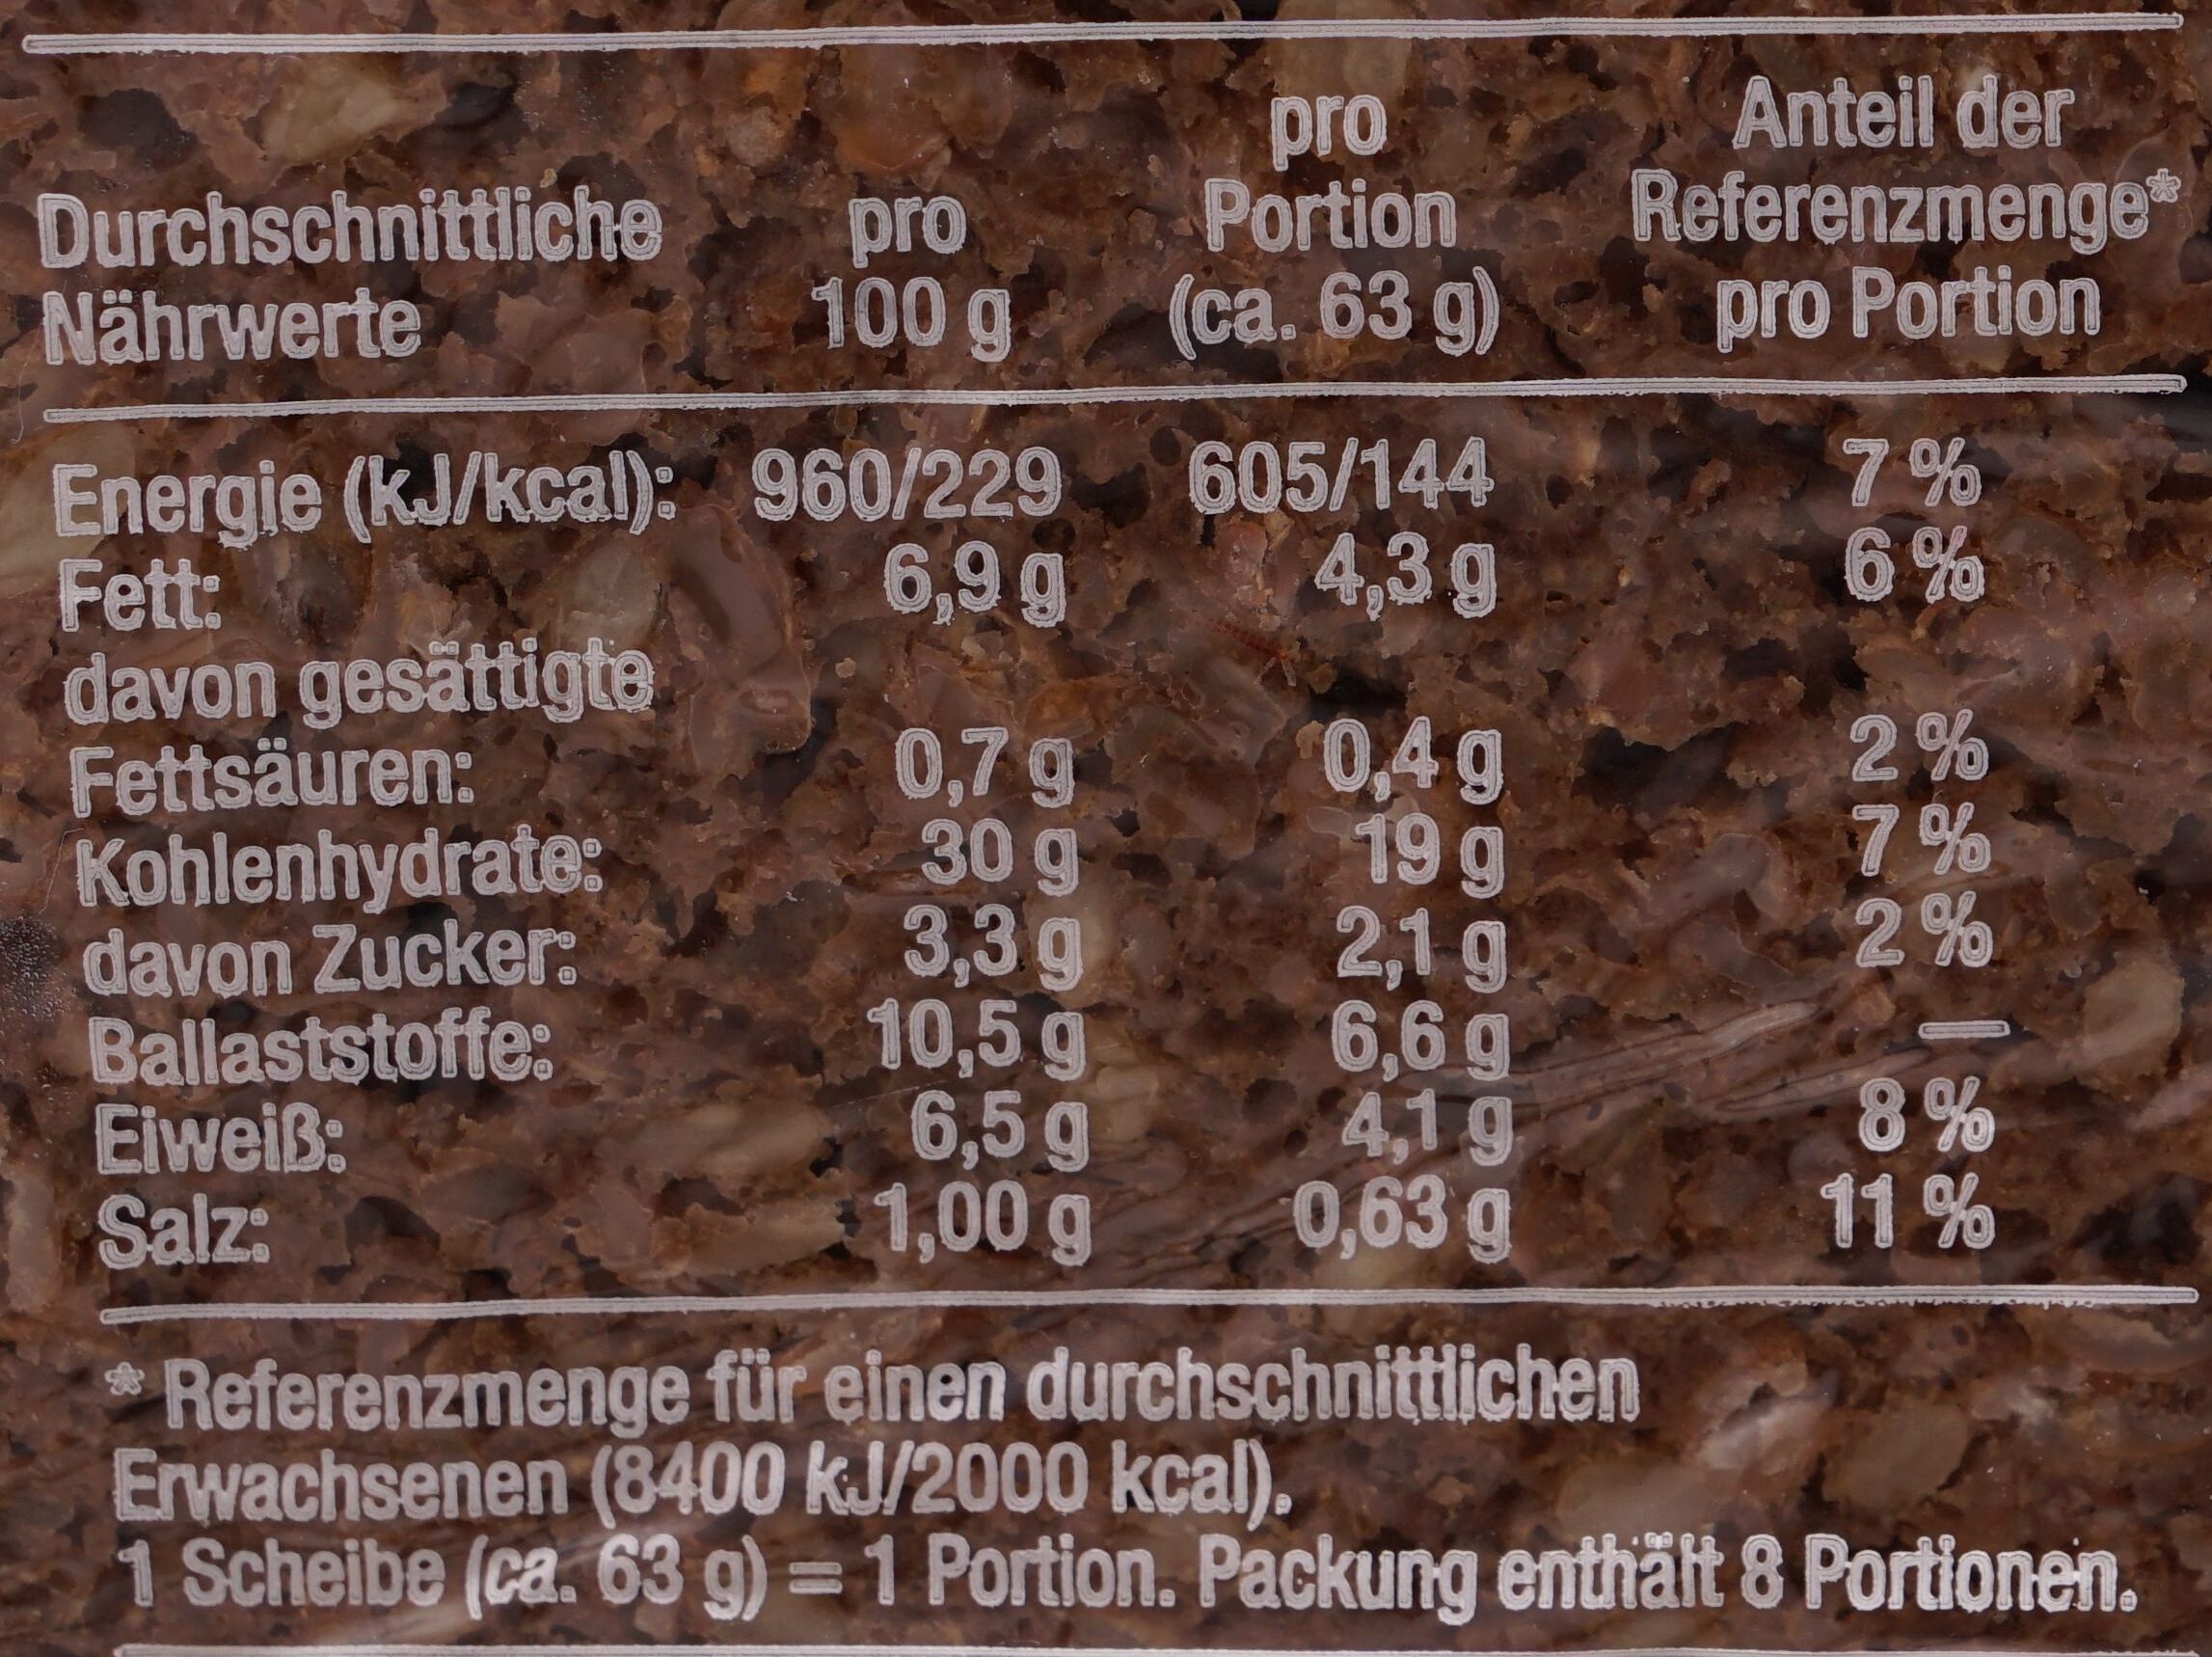 Durchschnittliche Nährwerte pro 100 g pro Portion (ca. 63 g) Anteil der Referenzmenge* pro Portion
Energie (kJ/kcal): 960/229 605/144 7 %
Fett: 6,9 g 4,3 g 6 %
davon gesättigte
Fettsäuren: 0,7 g 0,4 g 2 %
Kohlenhydrate: 30 g 19 g 7 %
davon Zucker: 3,3 g 2,1 g 2 %
Ballaststoffe: 10,5 g 6,6 g —
Eiweiß: 6,5 g 4,1 g 8 %
Salz: 1,00 g 0,63 g 11 %
* Referenzmenge für einen durchschnittlichen
Erwachsenen (8400 kJ/2000 kcal).
1 Scheibe (ca. 63 g) = 1 Portion. Packung enthält 8 Portionen.